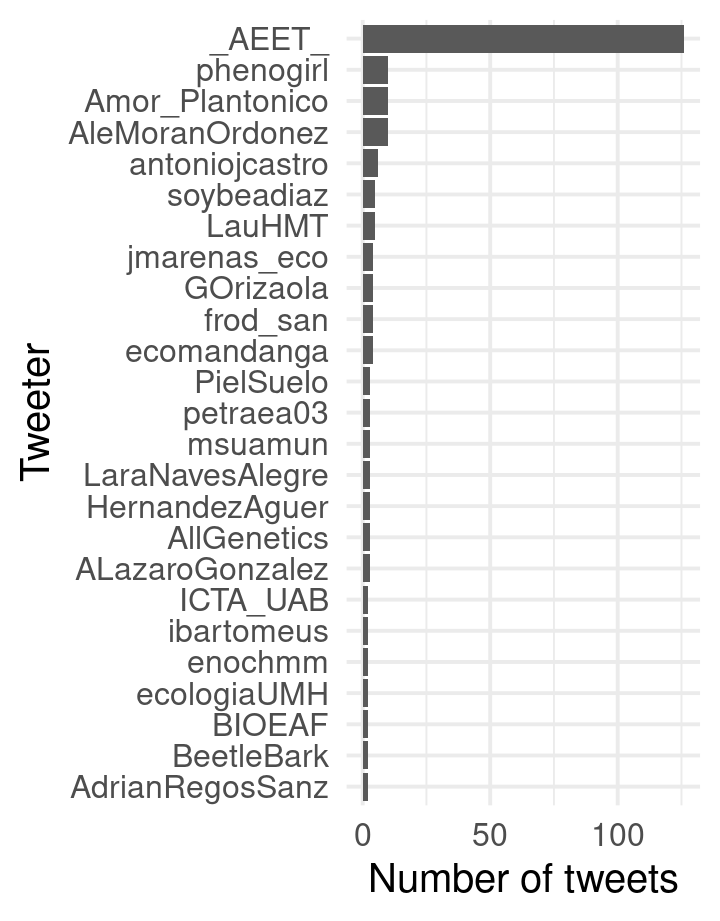 _AEET_
phenogirl
Amor_Plantonico
AleMoranOrdonez
antoniojcastro
soybeadiaz
LauHMT
jmarenas_eco
GOrizaola
frod_san
ecomandanga
PielSuelo
petraea03
msuamun
LaraNavesAlegre
HernandezAguer
AllGenetics
ALazaroGonzalez
ICTA_UAB
ibartomeus
enochmm
ecologiaUMH
BIOEAF
BeetleBark
AdrianRegosSanz
Tweeter
0 50 100
Number of tweets